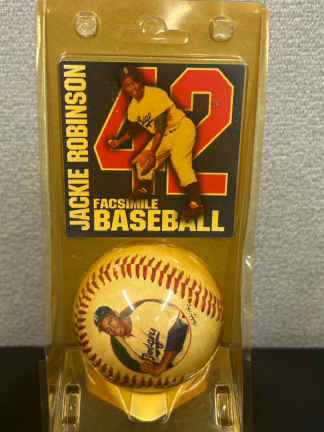 JACKIE ROBINSON
42
FACSIMILE
BASEBALL
Dodgers